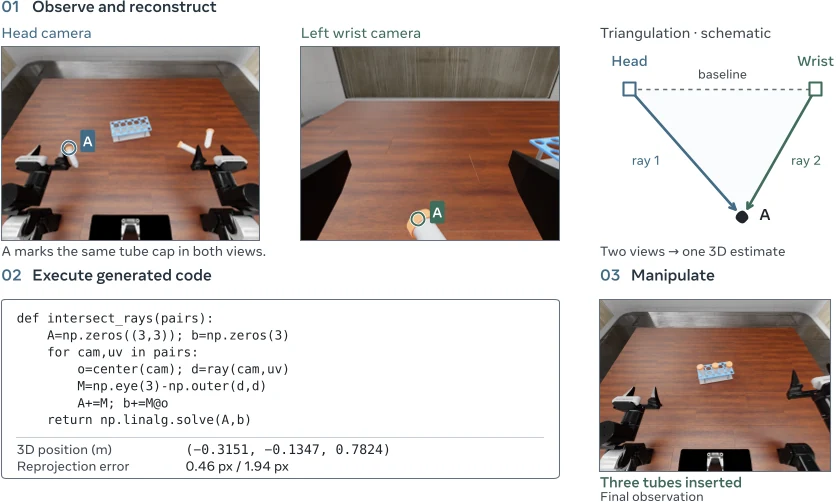 01 Observe and reconstruct
Head camera
Left wrist camera
Triangulation · schematic
Head
Wrist
baseline
A
A
ray 1
ray 2
A
A marks the same tube cap in both views.
Two views → one 3D estimate
02 Execute generated code
03 Manipulate
def intersect_rays(pairs):
    A=np.zeros((3,3)); b=np.zeros(3)
    for cam,uv in pairs:
        o=center(cam); d=ray(cam,uv)
        M=np.eye(3)-np.outer(d,d)
        A+=M; b+=M@o
    return np.linalg.solve(A,b)
3D position (m) (−0.3151, −0.1347, 0.7824)
Reprojection error 0.46 px / 1.94 px
Three tubes inserted
Final observation